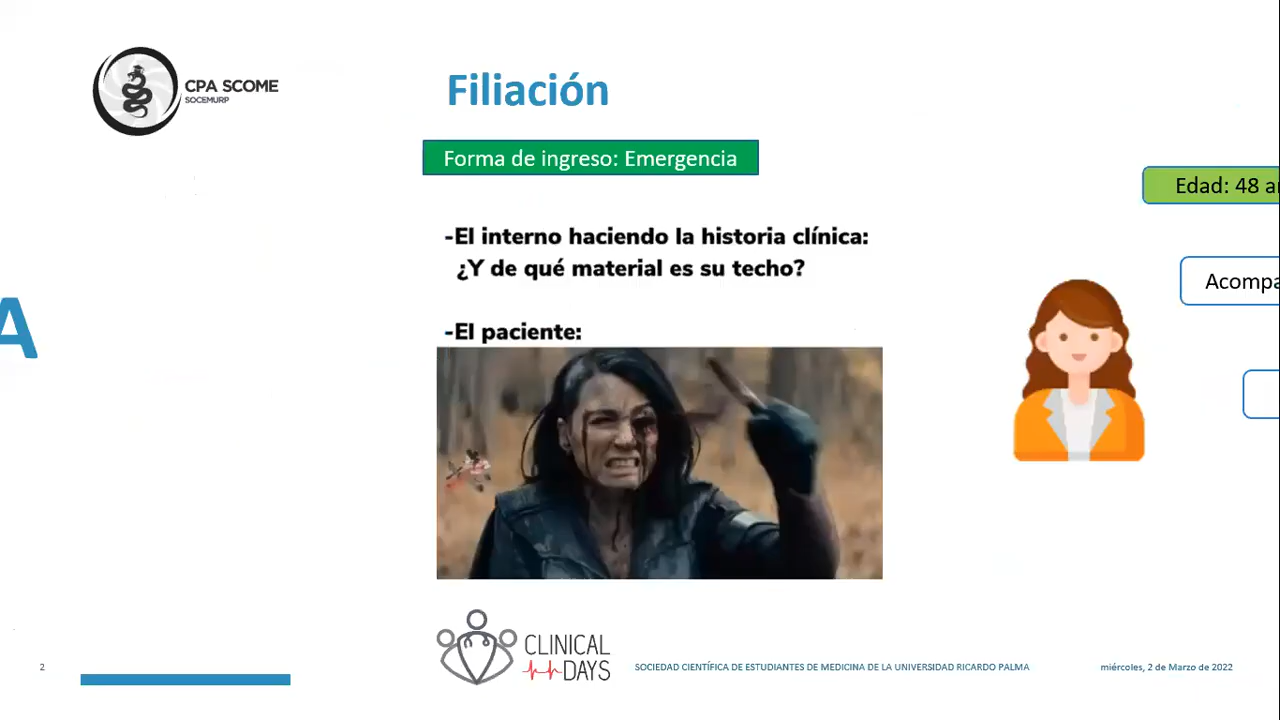 CPA SCOME
SOCEMURP
Filiación
Forma de ingreso: Emergencia
Edad: 48 a
-El interno haciendo la historia clínica:
¿Y de qué material es su techo?
Acompa
A
-El paciente:
CLINICAL
DAYS
2
SOCIEDAD CIENTÍFICA DE ESTUDIANTES DE MEDICINA DE LA UNIVERSIDAD RICARDO PALMA
miércoles, 2 de Marzo de 2022